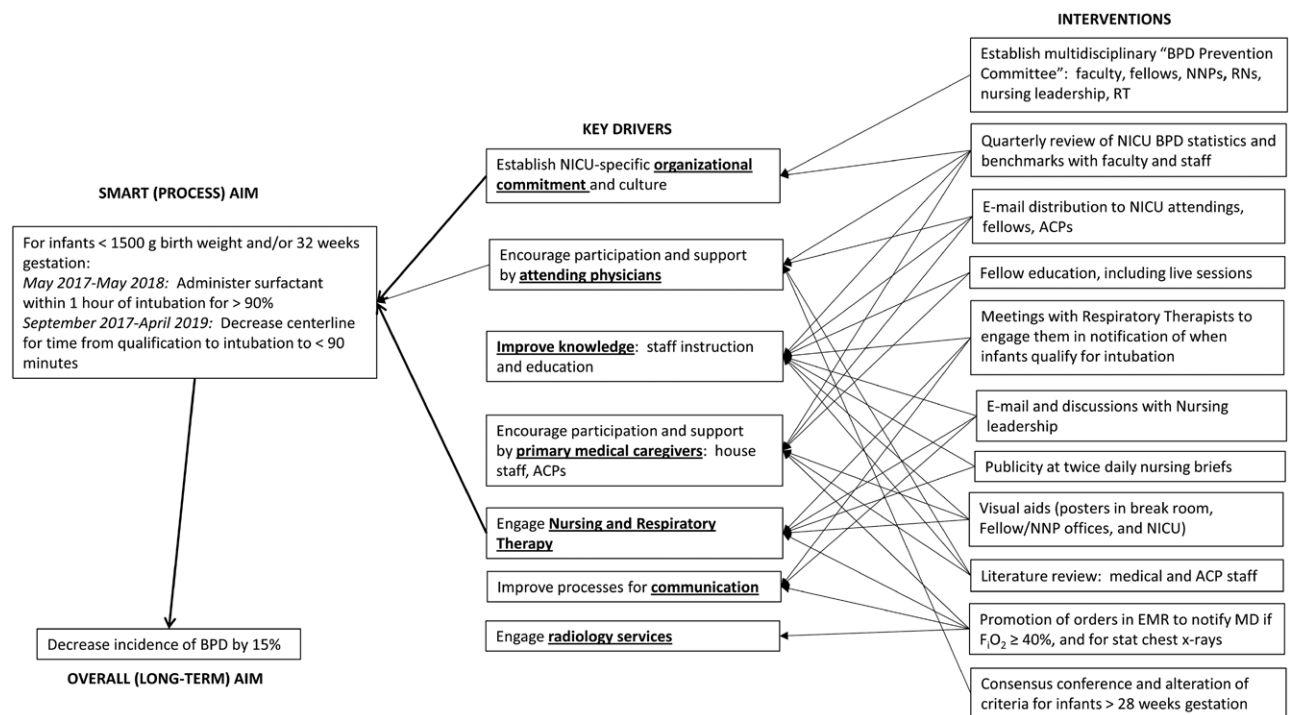 SMART (PROCESS) AIM
For infants < 1500 g birth weight and/or 32 weeks
gestation:
May 2017-May 2018: Administer surfactant
within 1 hour of intubation for > 90%
September 2017-April 2019: Decrease centerline
for time from qualification to intubation to < 90
minutes
Decrease incidence of BPD by 15%
OVERALL (LONG-TERM) AIM
KEY DRIVERS
Establish NICU-specific organizational
commitment and culture
Encourage participation and support
by attending physicians
Improve knowledge: staff instruction
and education
Encourage participation and support
by primary medical caregivers: house
staff, ACPs
Engage Nursing and Respiratory
Therapy
Improve processes for communication
Engage radiology services
INTERVENTIONS
Establish multidisciplinary “BPD Prevention
Committee”: faculty, fellows, NNPs, RNs,
nursing leadership, RT
Quarterly review of NICU BPD statistics and
benchmarks with faculty and staff
E-mail distribution to NICU attendings,
fellows, ACPs
Fellow education, including live sessions
Meetings with Respiratory Therapists to
engage them in notification of when
infants qualify for intubation
E-mail and discussions with Nursing
leadership
Publicity at twice daily nursing briefs
Visual aids (posters in break room,
Fellow/NNP offices, and NICU)
Literature review: medical and ACP staff
Promotion of orders in EMR to notify MD if
FiO2 ≥ 40%, and for stat chest x-rays
Consensus conference and alteration of
criteria for infants > 28 weeks gestation